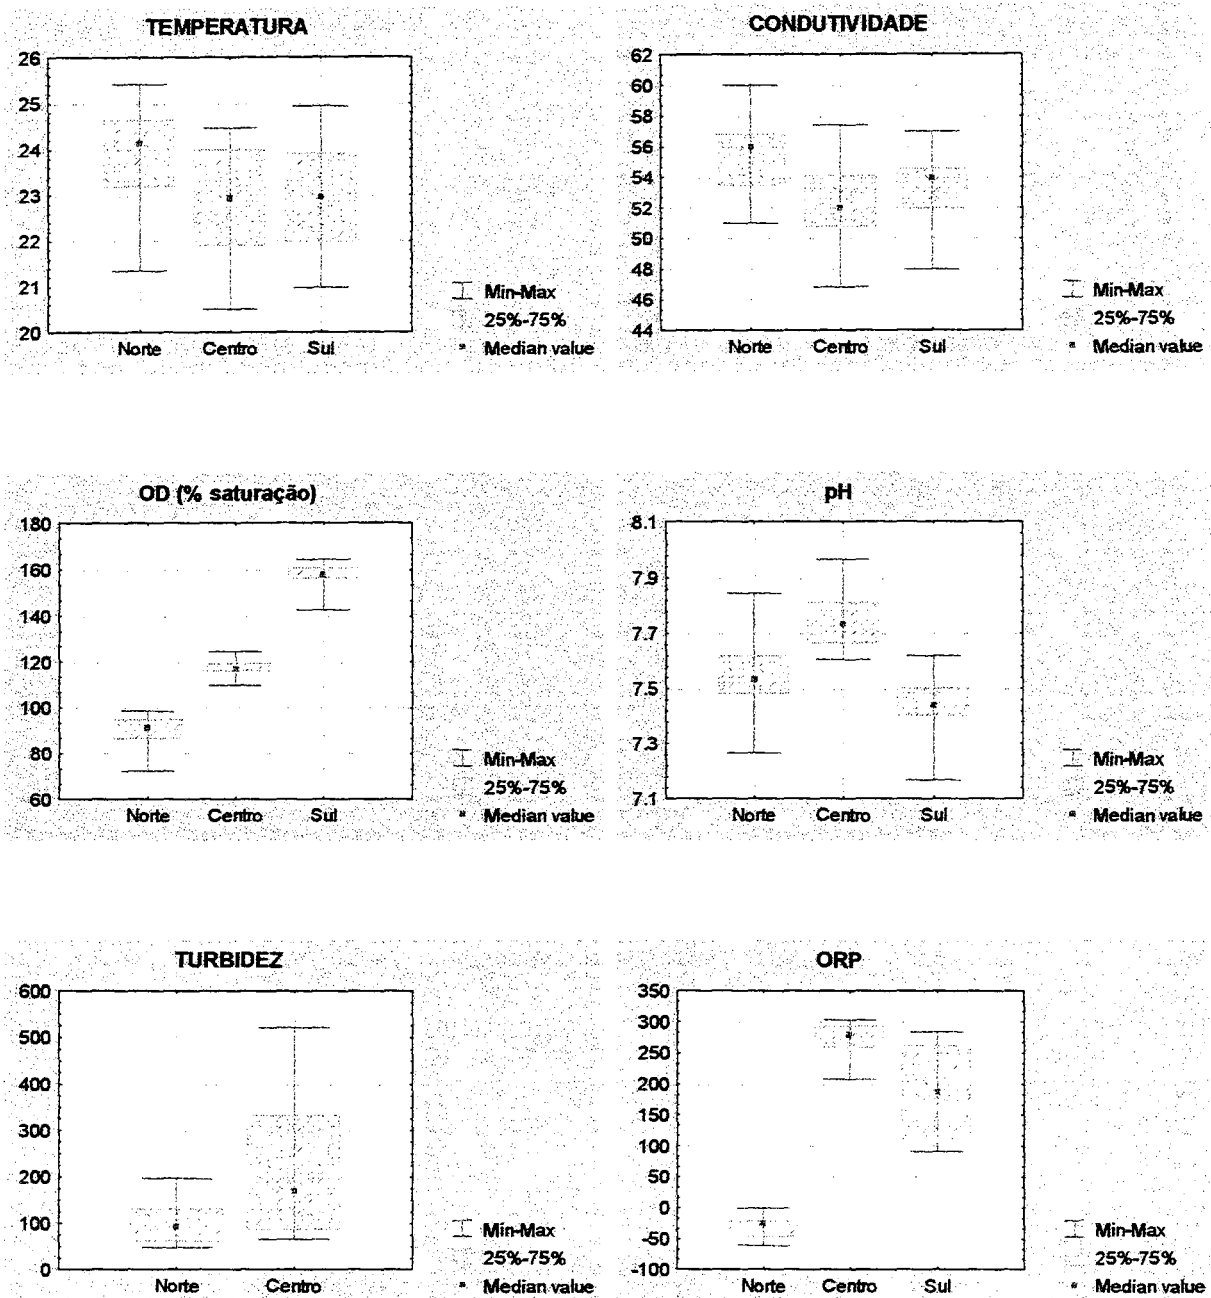 TEMPERATURA
26
25
24
23
22
21
20
Norte Centro Sul
Min-Max
25%-75%
Median value
CONDUTIVIDADE
62
60
58
56
54
52
50
48
46
44
Norte Centro Sul
Min-Max
25%-75%
Median value
OD (% saturação)
180
160
140
120
100
80
60
Norte Centro Sul
Min-Max
25%-75%
Median value
pH
8.1
7.9
7.7
7.5
7.3
7.1
Norte Centro Sul
Min-Max
25%-75%
Median value
TURBIDEZ
600
500
400
300
200
100
0
Norte Centro
Min-Max
25%-75%
Median value
ORP
350
300
250
200
150
100
50
0
-50
-100
Norte Centro Sul
Min-Max
25%-75%
Median value